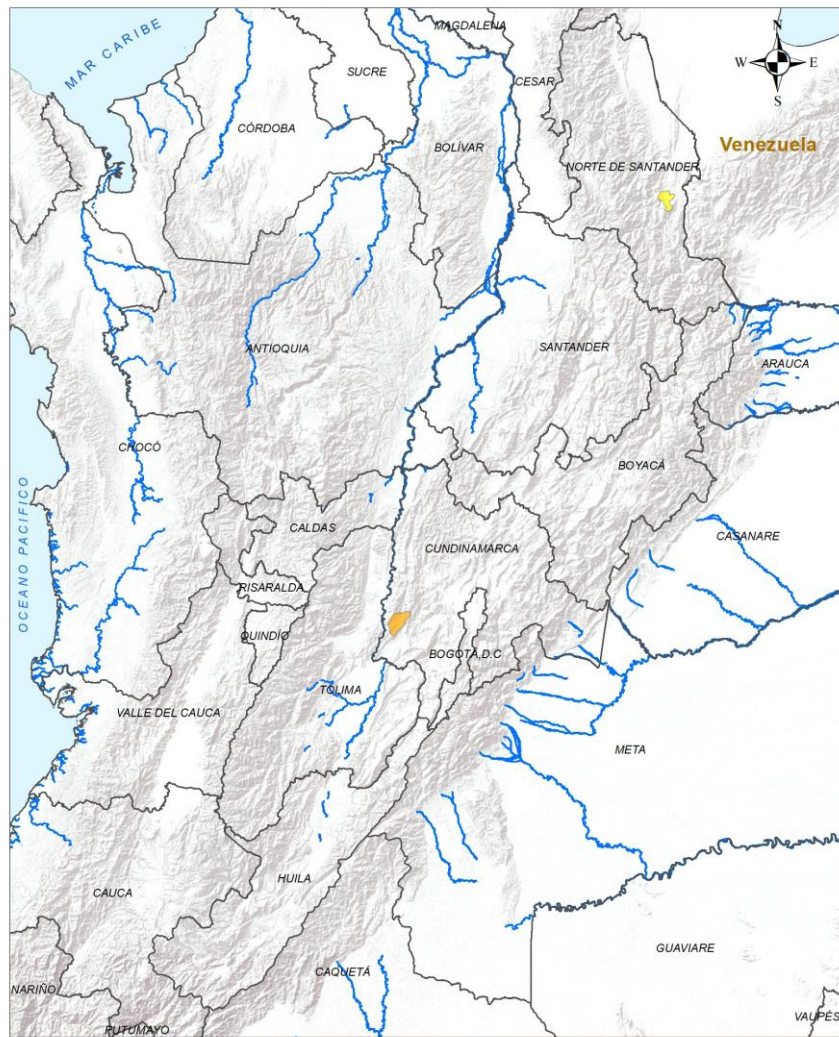 MAGDALENA
MAR CARIBE
N
W E
S
SUCRE
CESAR
CÓRDOBA
BOLÍVAR
Venezuela
NORTE DE SANTANDER
ANTIOQUIA
SANTANDER
ARAUCA
CHOCÓ
BOYACÁ
OCEANO PACIFICO
CALDAS
CUNDINAMARCA
CASANARE
RISARALDA
QUINDÍO
BOGOTÁ, D.C
TOLIMA
VALLE DEL CAUCA
META
HUILA
CAUCA
GUAVIARE
CAQUETÁ
NARIÑO
VAUPÉS
PUTUMAYO